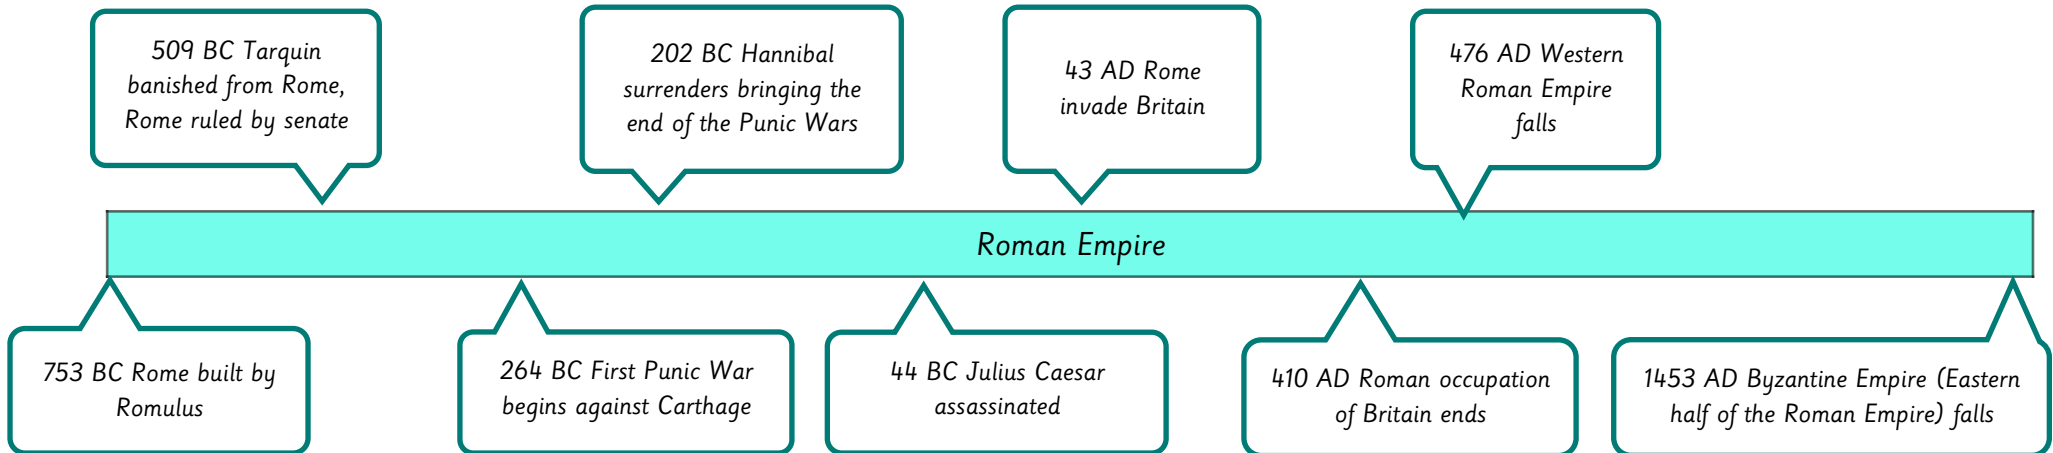 509 BC Tarquin
banished from Rome,
Rome ruled by senate
202 BC Hannibal
surrenders bringing the
end of the Punic Wars
43 AD Rome
invade Britain
476 AD Western
Roman Empire
falls
Roman Empire
753 BC Rome built by
Romulus
264 BC First Punic War
begins against Carthage
44 BC Julius Caesar
assassinated
410 AD Roman occupation
of Britain ends
1453 AD Byzantine Empire (Eastern
half of the Roman Empire) falls